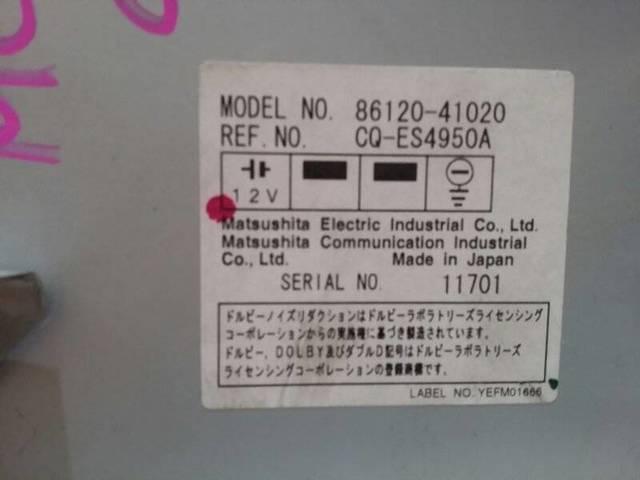 MODEL NO. 86120-41020
REF. NO. CQ-ES4950A
12V
Matsushita Electric Industrial Co., Ltd.
Matsushita Communication Industrial
Co., Ltd. Made in Japan
SERIAL NO. 11701
ドルビーノイズリダクションはドルビーラボラトリーズライセンシング
コーポレーションからの実施権に基づき製造されています。
ドルビー、DOLBY及びダブルD記号はドルビーラボラトリーズ
ライセンシングコーポレーションの登録商標です。
LABEL NO. YEFM01666